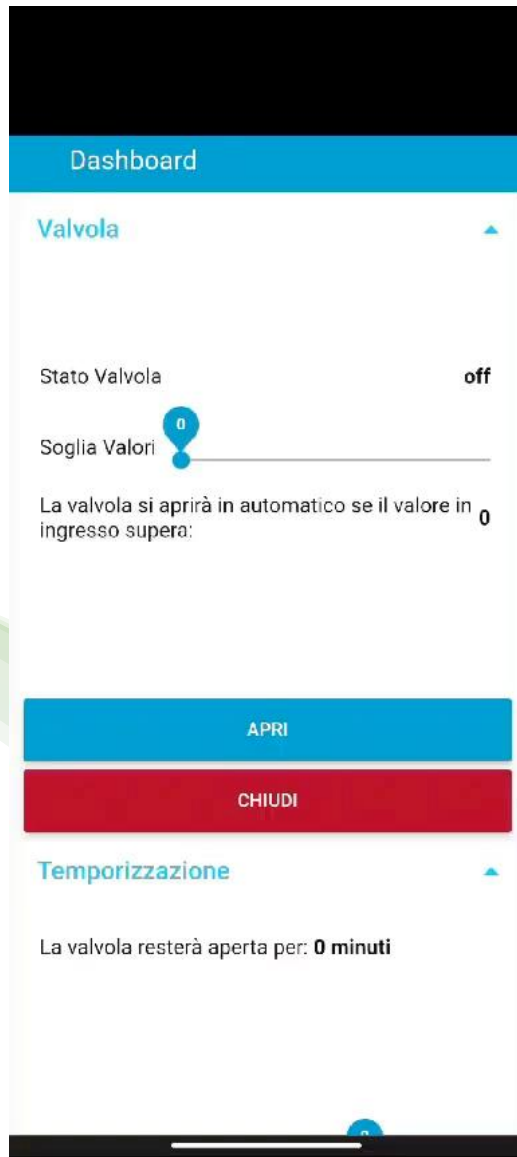 Dashboard
Valvola
Stato Valvola off
0
Soglia Valori
La valvola si aprirà in automatico se il valore in
ingresso supera: 0
APRI
CHIUDI
Temporizzazione
La valvola resterà aperta per: 0 minuti